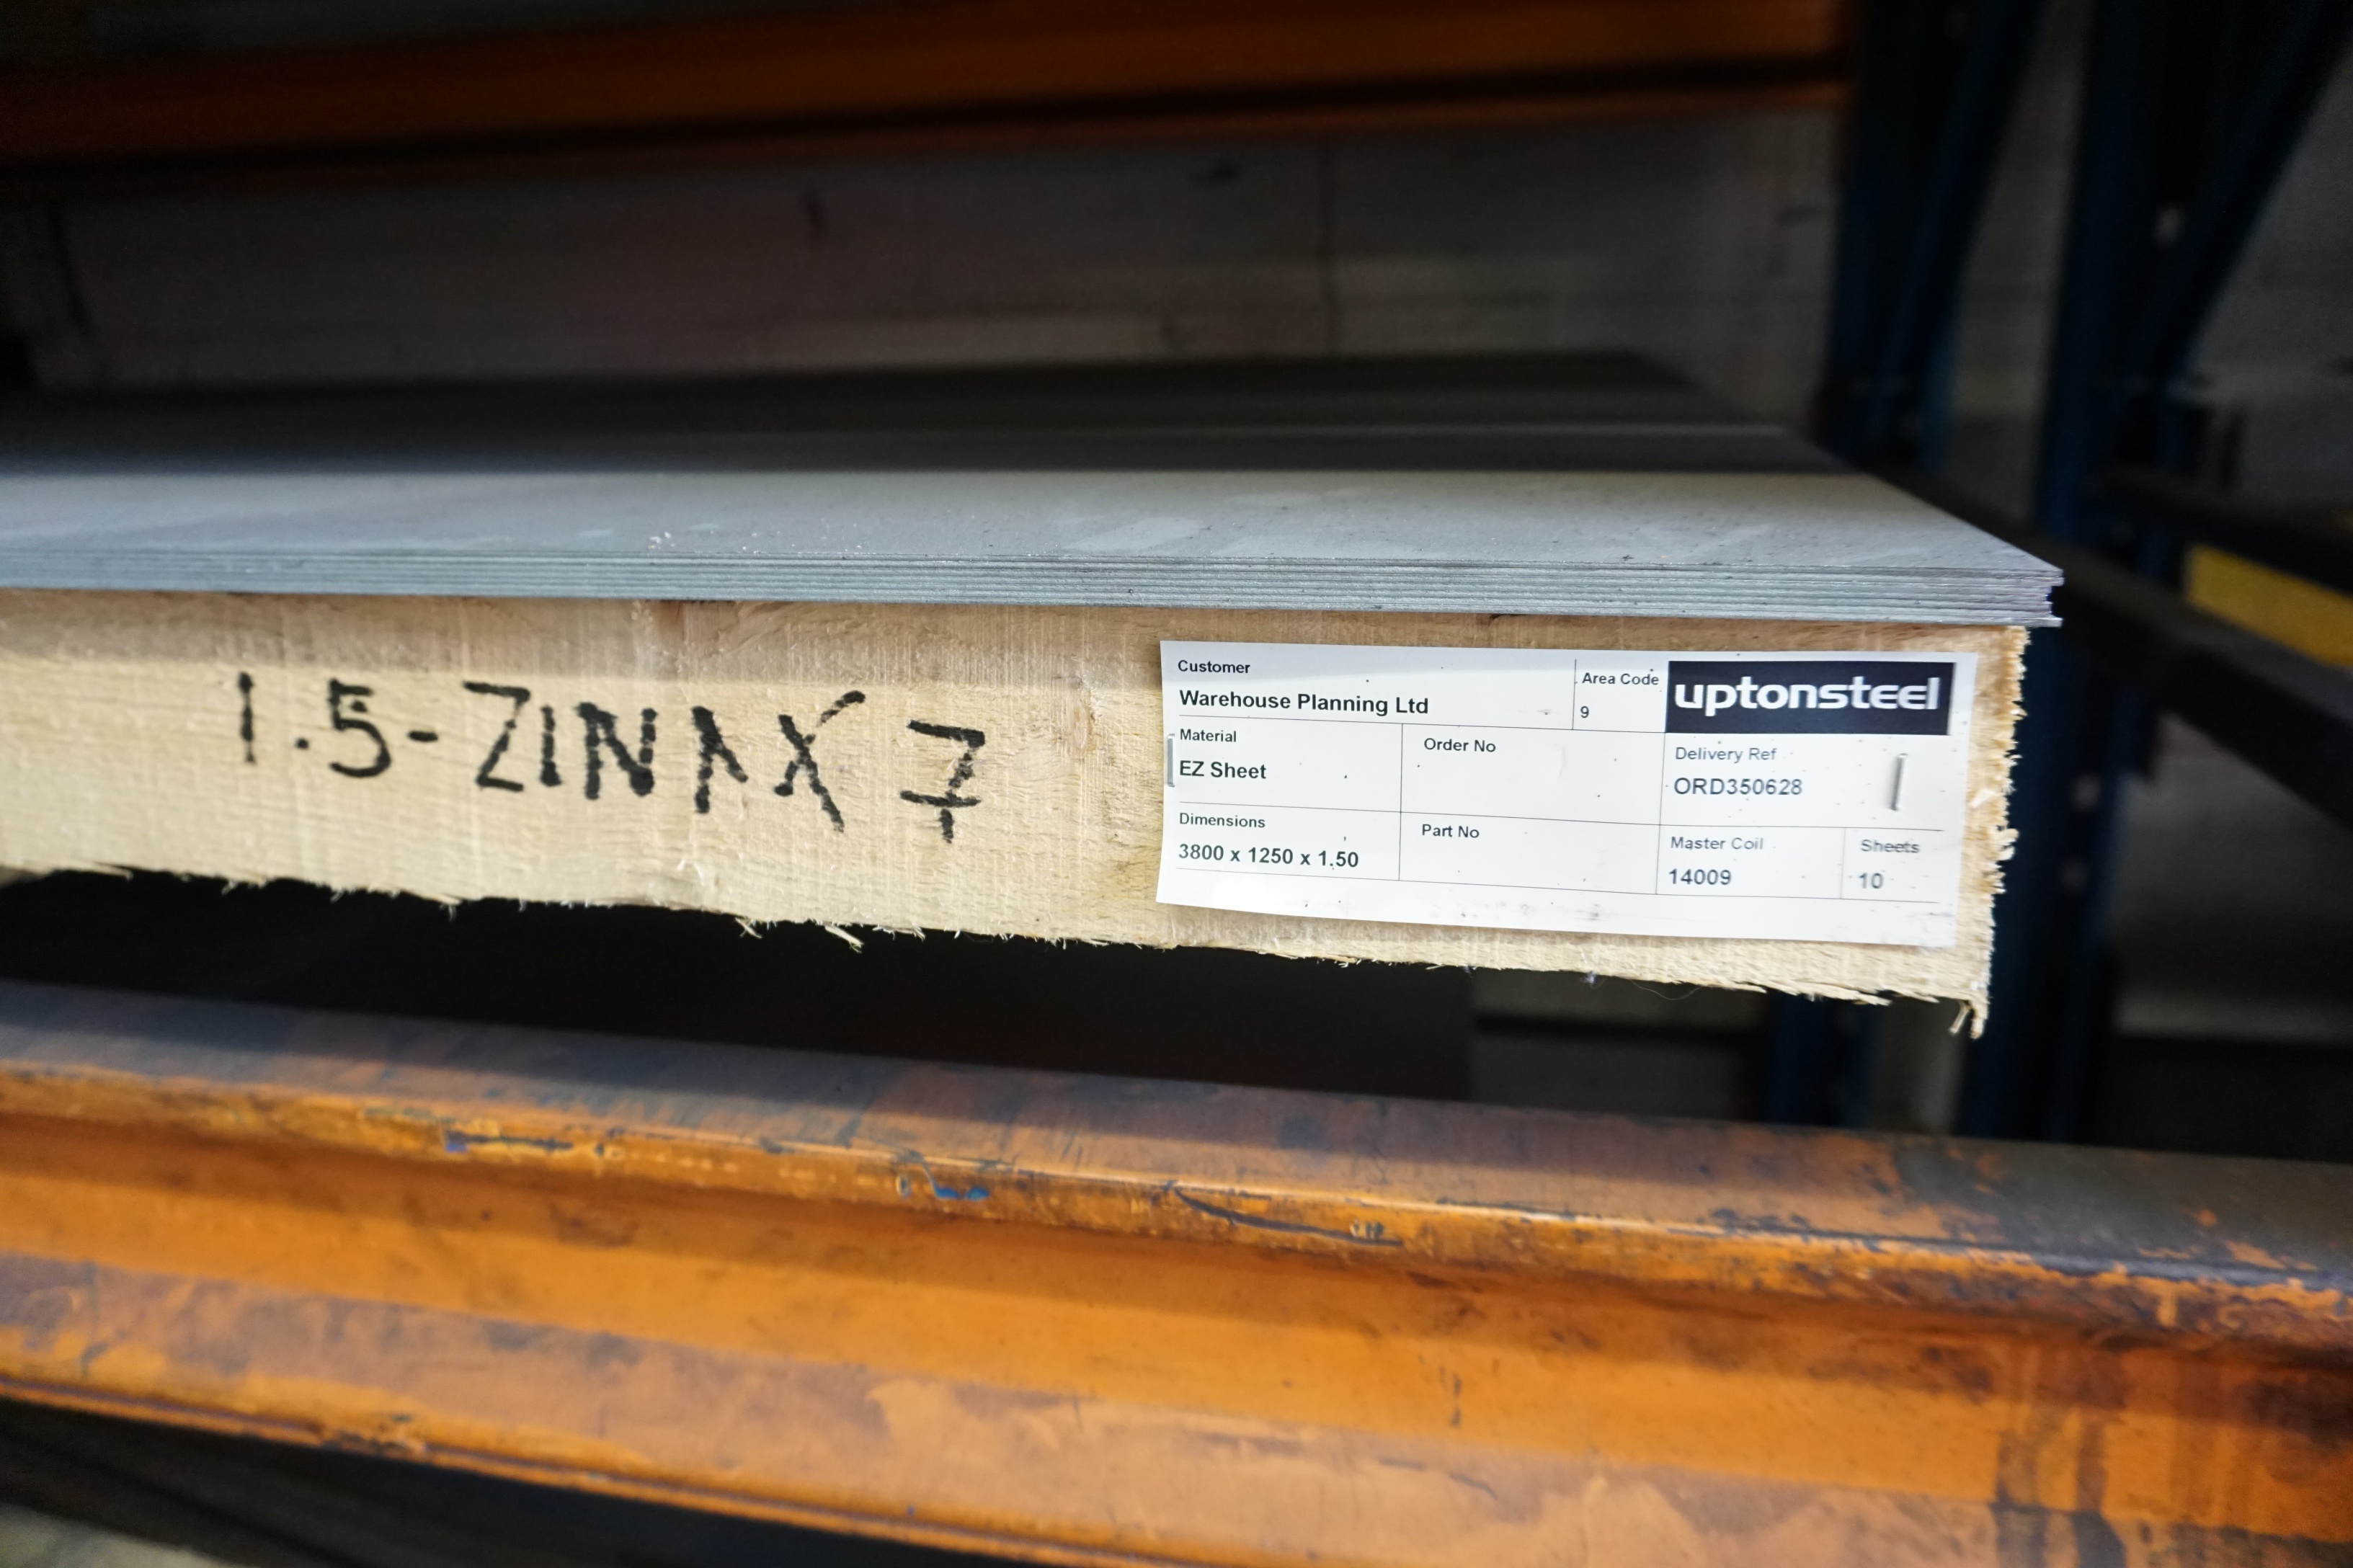 1.5-ZINAX 7
Customer
Warehouse Planning Ltd
Area Code
9
uptonsteel
Material
EZ Sheet
Order No
Delivery Ref
ORD350628
Dimensions
3800 x 1250 x 1.50
Part No
Master Coil
14009
Sheets
10